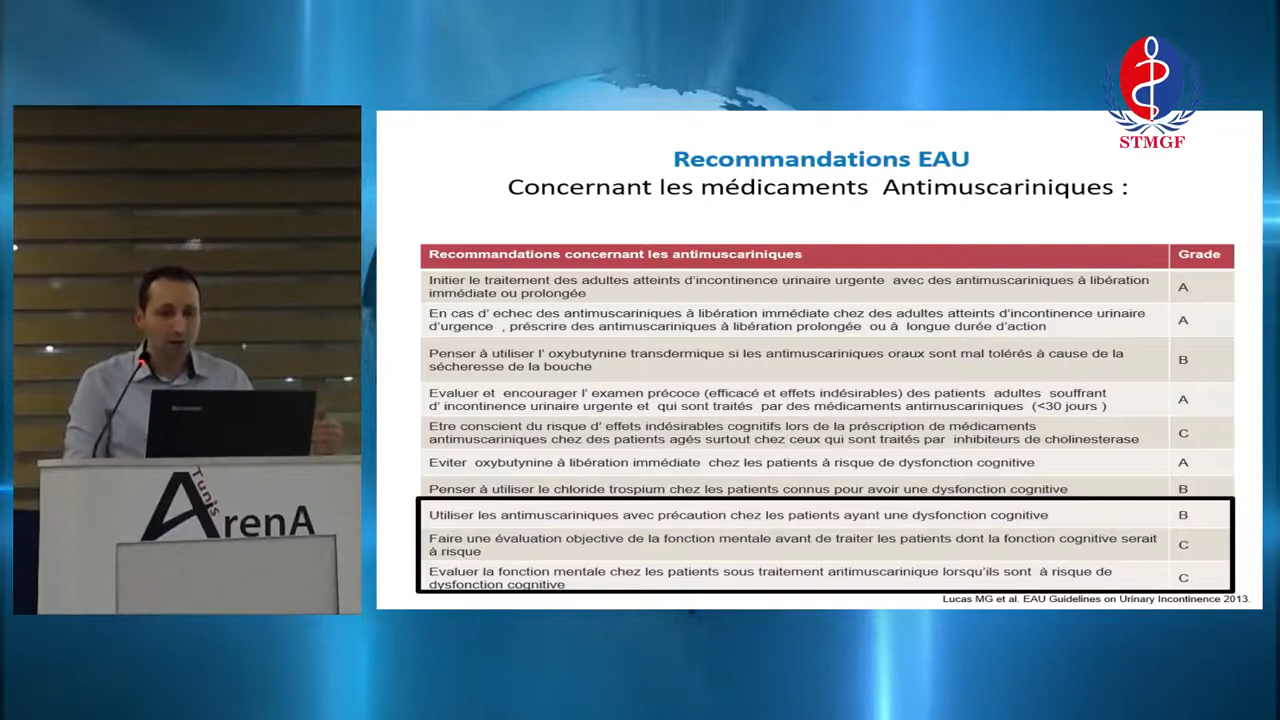 STMGF
Recommandations EAU
Concernant les médicaments Antimuscariniques :
Recommandations concernant les antimuscariniques Grade
Initier le traitement des adultes atteints d'incontinence urinaire urgente avec des antimuscariniques à libération
immédiate ou prolongée A
En cas d' echec des antimuscariniques à libération immédiate chez des adultes atteints d'incontinence urinaire
d'urgence , préscrire des antimuscariniques à libération prolongée ou à longue durée d'action A
Penser à utiliser l' oxybutynine transdermique si les antimuscariniques oraux sont mal tolérés à cause de la
sécheresse de la bouche B
Evaluer et encourager l' examen précoce (efficacé et effets indésirables) des patients adultes souffrant
d' incontinence urinaire urgente et qui sont traités par des médicaments antimuscariniques (<30 jours ) A
Etre conscient du risque d' effets indésirables cognitifs lors de la préscription de médicaments
antimuscariniques chez des patients agés surtout chez ceux qui sont traités par inhibiteurs de cholinesterase C
Eviter oxybutynine à libération immédiate chez les patients à risque de dysfonction cognitive A
Penser à utiliser le chloride trospium chez les patients connus pour avoir une dysfonction cognitive B
Utiliser les antimuscariniques avec précaution chez les patients ayant une dysfonction cognitive B
Faire une évaluation objective de la fonction mentale avant de traiter les patients dont la fonction cognitive serait
à risque C
Evaluer la fonction mentale chez les patients sous traitement antimuscarinique lorsqu'ils sont à risque de
dysfonction cognitive C
Lucas MG et al. EAU Guidelines on Urinary Incontinence 2013.
Lenovo
Tunis
ArenA